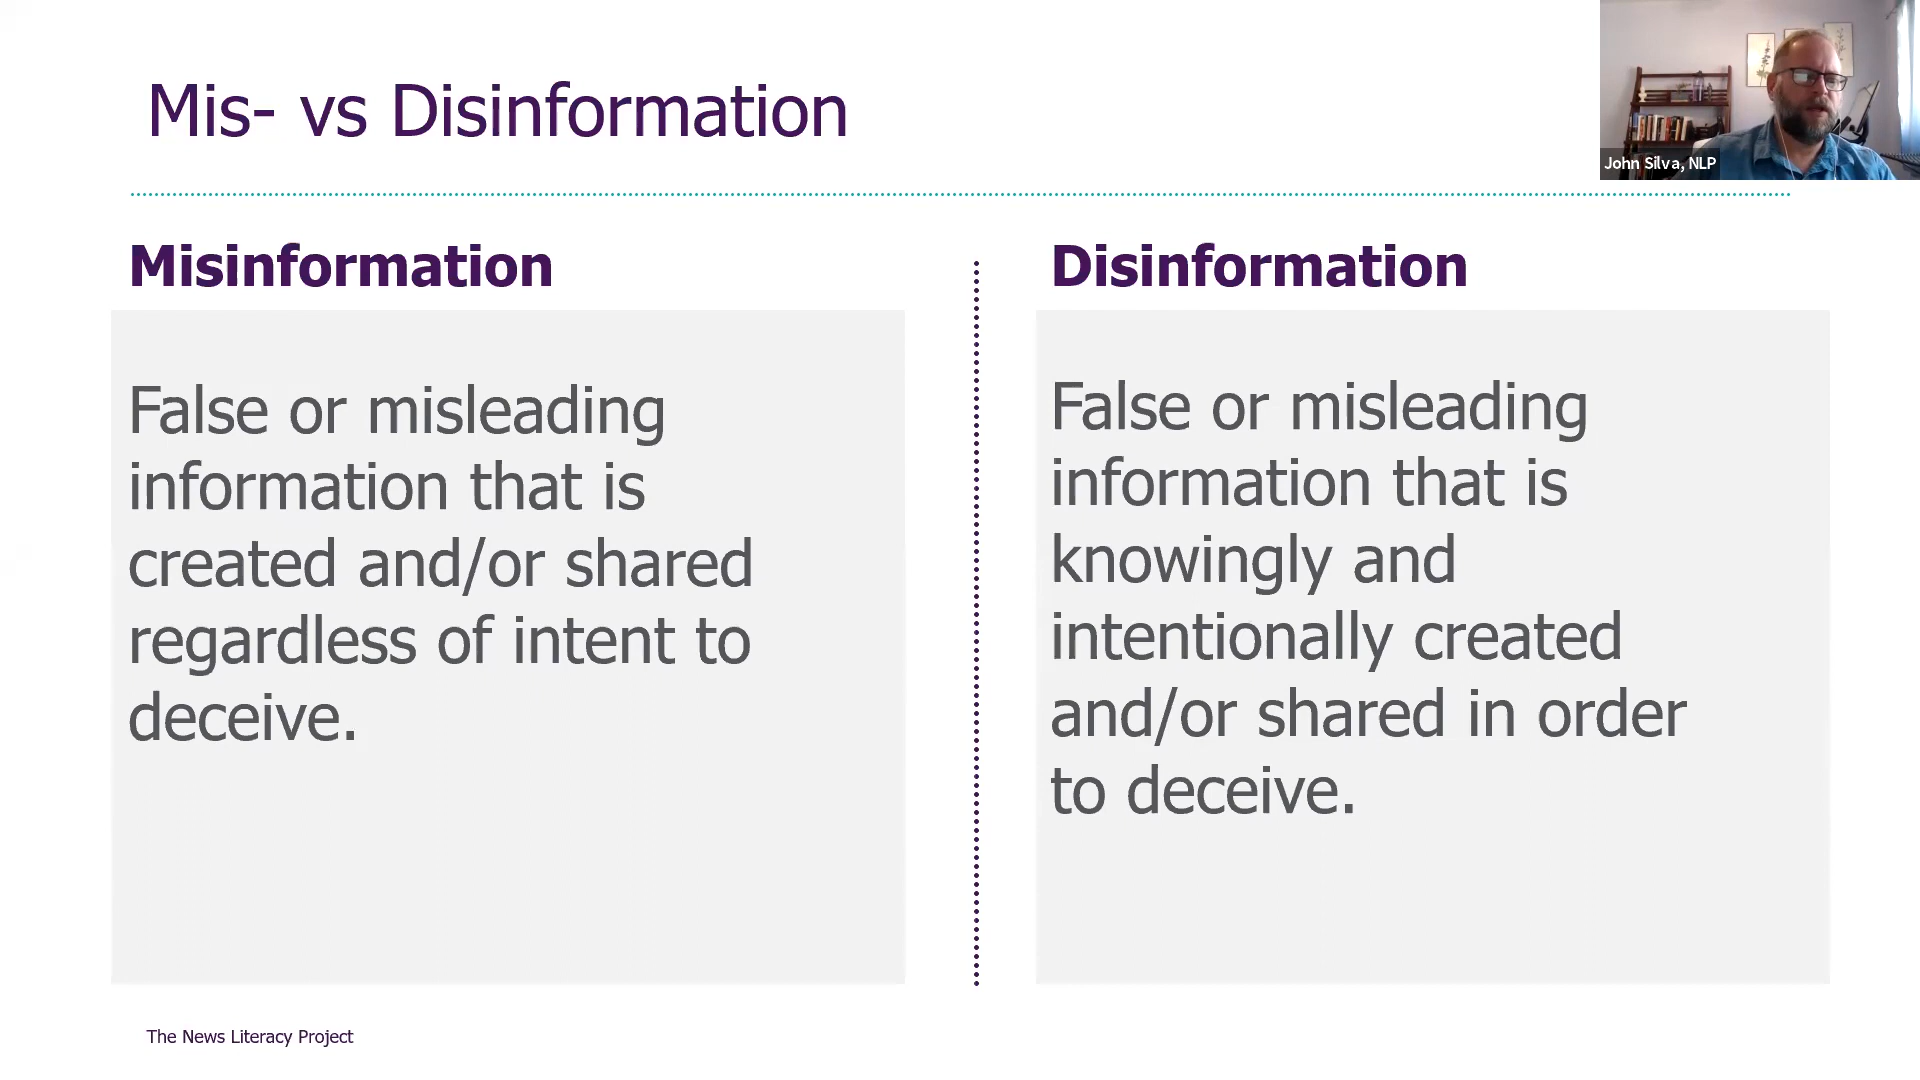 Mis- vs Disinformation
John Silva, NLP
Misinformation
False or misleading
information that is
created and/or shared
regardless of intent to
deceive.
Disinformation
False or misleading
information that is
knowingly and
intentionally created
and/or shared in order
to deceive.
The News Literacy Project